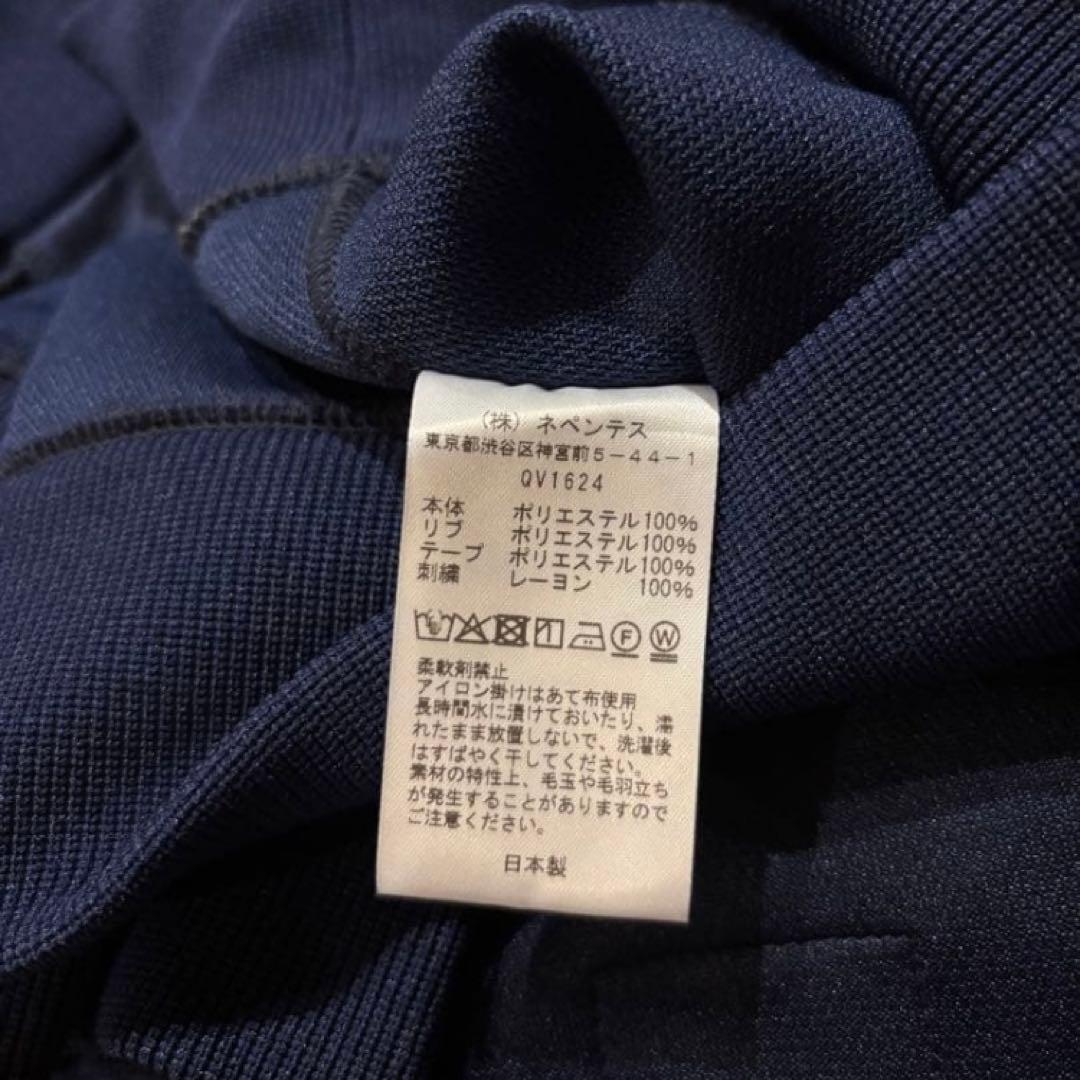 (株) ネペンテス
東京都渋谷区神宮前5-44-1
QV1624
本体 ポリエステル100%
リブ ポリエステル100%
テープ ポリエステル100%
刺繍 レーヨン 100%
F W
柔軟剤禁止
アイロン掛けはあて布使用
長時間水に漬けておいたり、濡
れたまま放置しないで、洗濯後
はすばやく干してください。
素材の特性上、毛玉や毛羽立ち
が発生することがありますので
ご注意ください。
日本製